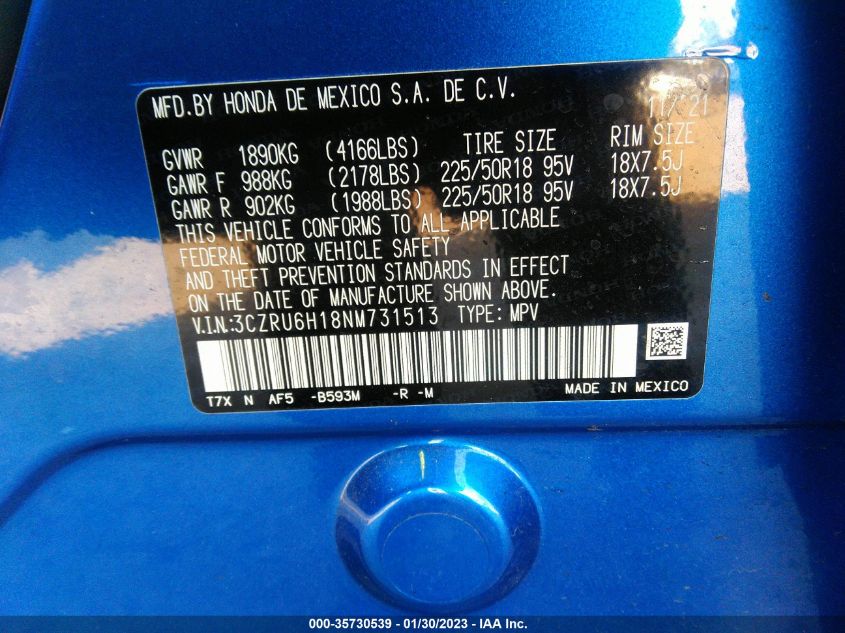 MFD.BY HONDA DE MEXICO S.A. DE C.V.
11/ 21
GVWR 1890KG (4166LBS) TIRE SIZE RIM SIZE
GAWR F 988KG (2178LBS) 225/50R18 95V 18X7.5J
GAWR R 902KG (1988LBS) 225/50R18 95V 18X7.5J
THIS VEHICLE CONFORMS TO ALL APPLICABLE
FEDERAL MOTOR VEHICLE SAFETY
AND THEFT PREVENTION STANDARDS IN EFFECT
ON THE DATE OF MANUFACTURE SHOWN ABOVE.
V.I.N:3CZRU6H18NM731513 TYPE: MPV
T7X N AF5 -B593M -R -M MADE IN MEXICO
000-35730539 - 01/30/2023 - IAA Inc.